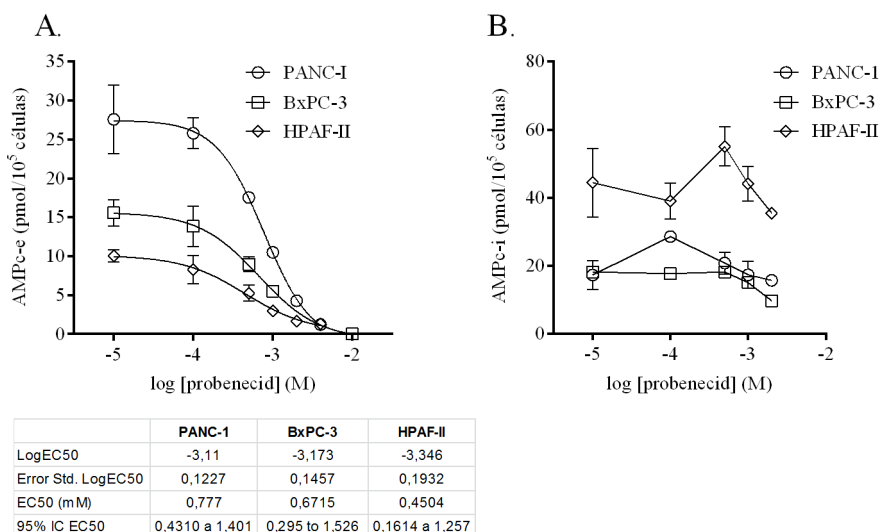 A.
35
30
25
20
15
10
5
0
-5 -4 -3 -2
AMPc-e (pmol/10⁵ células)
log [probenecid] (M)
PANC-I
BxPC-3
HPAF-II
B.
80
60
40
20
0
-5 -4 -3 -2
AMPc-i (pmol/10⁵ células)
log [probenecid] (M)
PANC-1
BxPC-3
HPAF-II
PANC-1 BxPC-3 HPAF-II
LogEC50 -3,11 -3,173 -3,346
Error Std. LogEC50 0,1227 0,1457 0,1932
EC50 (mM) 0,777 0,6715 0,4504
95% IC EC50 0,4310 a 1,401 0,295 to 1,526 0,1614 a 1,257